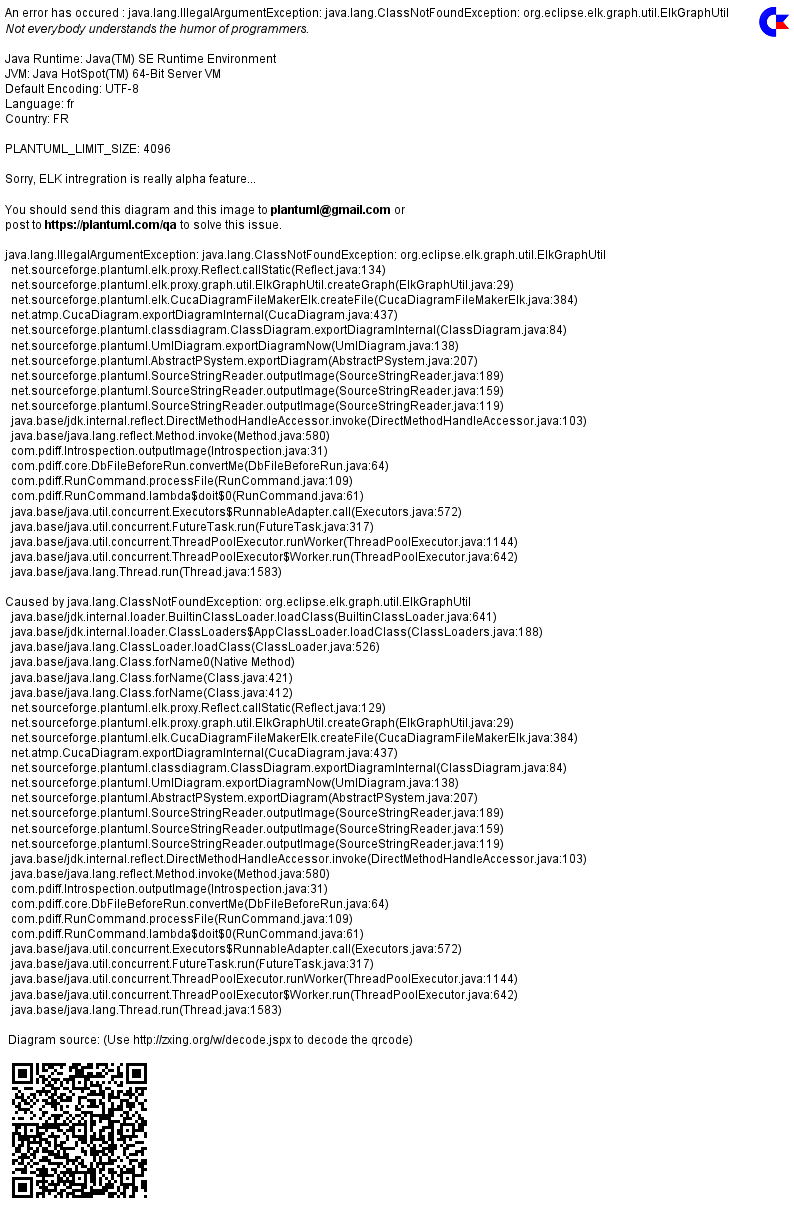 An error has occured : java.lang.IllegalArgumentException: java.lang.ClassNotFoundException: org.eclipse.elk.graph.util.ElkGraphUtil
Not everybody understands the humor of programmers.
Java Runtime: Java(TM) SE Runtime Environment
JVM: Java HotSpot(TM) 64-Bit Server VM
Default Encoding: UTF-8
Language: fr
Country: FR
PLANTUML_LIMIT_SIZE: 4096
Sorry, ELK intregration is really alpha feature...
You should send this diagram and this image to plantuml@gmail.com or
post to https://plantuml.com/qa to solve this issue.
java.lang.IllegalArgumentException: java.lang.ClassNotFoundException: org.eclipse.elk.graph.util.ElkGraphUtil
net.sourceforge.plantuml.elk.proxy.Reflect.callStatic(Reflect.java:134)
net.sourceforge.plantuml.elk.proxy.graph.util.ElkGraphUtil.createGraph(ElkGraphUtil.java:29)
net.sourceforge.plantuml.elk.CucaDiagramFileMakerElk.createFile(CucaDiagramFileMakerElk.java:384)
net.atmp.CucaDiagram.exportDiagramInternal(CucaDiagram.java:437)
net.sourceforge.plantuml.classdiagram.ClassDiagram.exportDiagramInternal(ClassDiagram.java:84)
net.sourceforge.plantuml.UmlDiagram.exportDiagramNow(UmlDiagram.java:138)
net.sourceforge.plantuml.AbstractPSystem.exportDiagram(AbstractPSystem.java:207)
net.sourceforge.plantuml.SourceStringReader.outputImage(SourceStringReader.java:189)
net.sourceforge.plantuml.SourceStringReader.outputImage(SourceStringReader.java:159)
net.sourceforge.plantuml.SourceStringReader.outputImage(SourceStringReader.java:119)
java.base/jdk.internal.reflect.DirectMethodHandleAccessor.invoke(DirectMethodHandleAccessor.java:103)
java.base/java.lang.reflect.Method.invoke(Method.java:580)
com.pdiff.Introspection.outputImage(Introspection.java:31)
com.pdiff.core.DbFileBeforeRun.convertMe(DbFileBeforeRun.java:64)
com.pdiff.RunCommand.processFile(RunCommand.java:109)
com.pdiff.RunCommand.lambda$doit$0(RunCommand.java:61)
java.base/java.util.concurrent.Executors$RunnableAdapter.call(Executors.java:572)
java.base/java.util.concurrent.FutureTask.run(FutureTask.java:317)
java.base/java.util.concurrent.ThreadPoolExecutor.runWorker(ThreadPoolExecutor.java:1144)
java.base/java.util.concurrent.ThreadPoolExecutor$Worker.run(ThreadPoolExecutor.java:642)
java.base/java.lang.Thread.run(Thread.java:1583)
Caused by java.lang.ClassNotFoundException: org.eclipse.elk.graph.util.ElkGraphUtil
java.base/jdk.internal.loader.BuiltinClassLoader.loadClass(BuiltinClassLoader.java:641)
java.base/jdk.internal.loader.ClassLoaders$AppClassLoader.loadClass(ClassLoaders.java:188)
java.base/java.lang.ClassLoader.loadClass(ClassLoader.java:526)
java.base/java.lang.Class.forName0(Native Method)
java.base/java.lang.Class.forName(Class.java:421)
java.base/java.lang.Class.forName(Class.java:412)
net.sourceforge.plantuml.elk.proxy.Reflect.callStatic(Reflect.java:129)
net.sourceforge.plantuml.elk.proxy.graph.util.ElkGraphUtil.createGraph(ElkGraphUtil.java:29)
net.sourceforge.plantuml.elk.CucaDiagramFileMakerElk.createFile(CucaDiagramFileMakerElk.java:384)
net.atmp.CucaDiagram.exportDiagramInternal(CucaDiagram.java:437)
net.sourceforge.plantuml.classdiagram.ClassDiagram.exportDiagramInternal(ClassDiagram.java:84)
net.sourceforge.plantuml.UmlDiagram.exportDiagramNow(UmlDiagram.java:138)
net.sourceforge.plantuml.AbstractPSystem.exportDiagram(AbstractPSystem.java:207)
net.sourceforge.plantuml.SourceStringReader.outputImage(SourceStringReader.java:189)
net.sourceforge.plantuml.SourceStringReader.outputImage(SourceStringReader.java:159)
net.sourceforge.plantuml.SourceStringReader.outputImage(SourceStringReader.java:119)
java.base/jdk.internal.reflect.DirectMethodHandleAccessor.invoke(DirectMethodHandleAccessor.java:103)
java.base/java.lang.reflect.Method.invoke(Method.java:580)
com.pdiff.Introspection.outputImage(Introspection.java:31)
com.pdiff.core.DbFileBeforeRun.convertMe(DbFileBeforeRun.java:64)
com.pdiff.RunCommand.processFile(RunCommand.java:109)
com.pdiff.RunCommand.lambda$doit$0(RunCommand.java:61)
java.base/java.util.concurrent.Executors$RunnableAdapter.call(Executors.java:572)
java.base/java.util.concurrent.FutureTask.run(FutureTask.java:317)
java.base/java.util.concurrent.ThreadPoolExecutor.runWorker(ThreadPoolExecutor.java:1144)
java.base/java.util.concurrent.ThreadPoolExecutor$Worker.run(ThreadPoolExecutor.java:642)
java.base/java.lang.Thread.run(Thread.java:1583)
Diagram source: (Use http://zxing.org/w/decode.jspx to decode the qrcode)